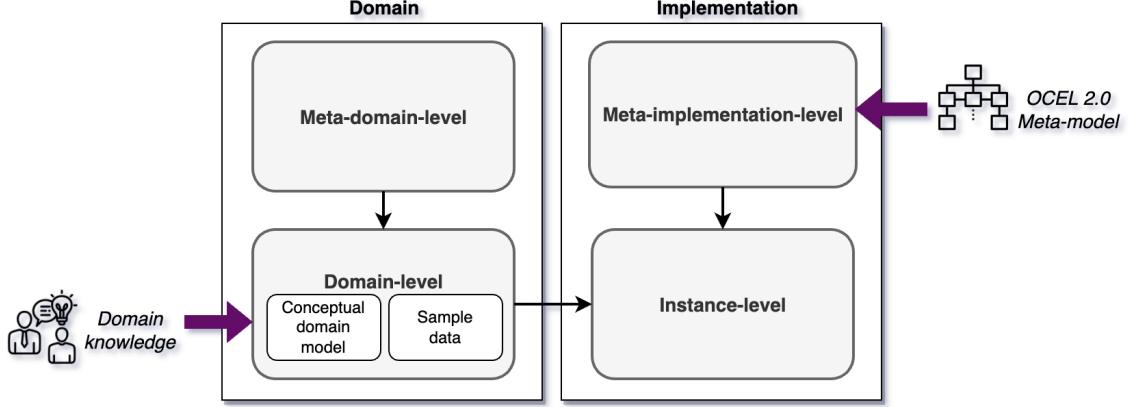 Domain
Implementation
Meta-domain-level
Meta-implementation-level
OCEL 2.0
Meta-model
Domain-level
Conceptual
domain
model
Sample
data
Instance-level
Domain
knowledge